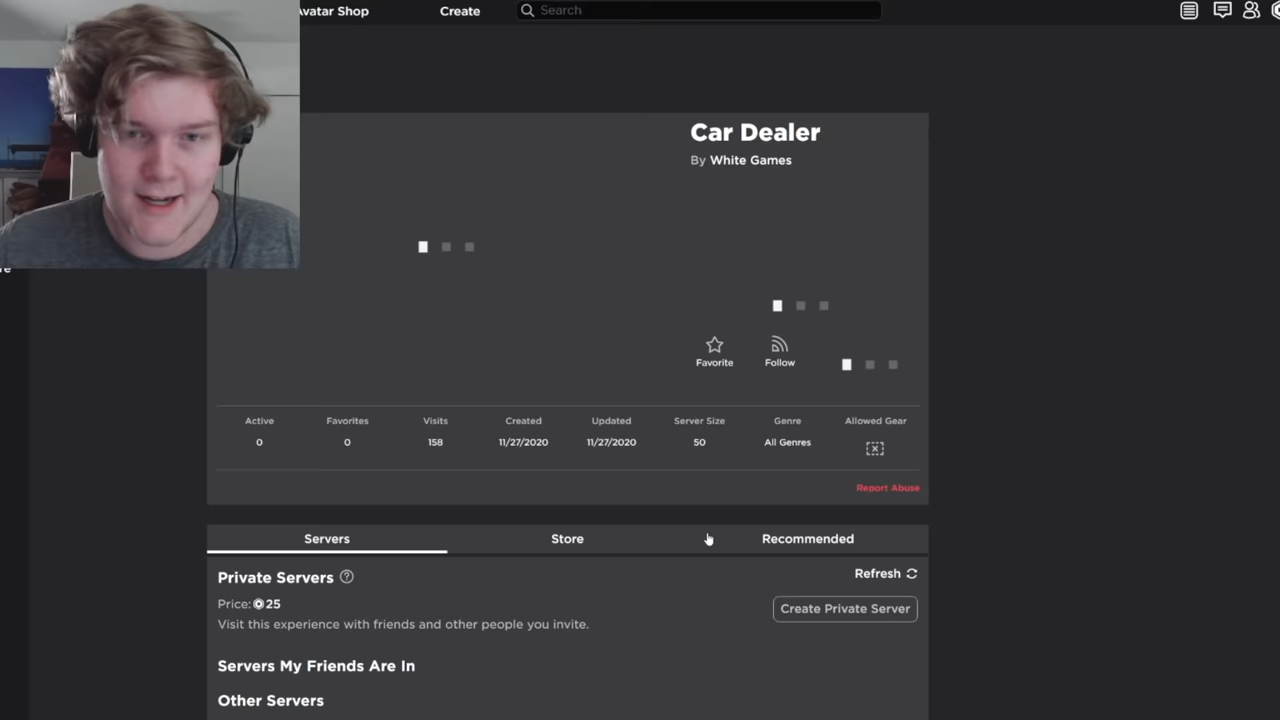 Avatar Shop
Create
Search
Car Dealer
By White Games
Favorite
Follow
Active
Favorites
Visits
Created
Updated
Server Size
Genre
Allowed Gear
0
0
158
11/27/2020
11/27/2020
50
All Genres
Report Abuse
Servers
Store
Recommended
Private Servers
Refresh
Price: 25
Create Private Server
Visit this experience with friends and other people you invite.
Servers My Friends Are In
Other Servers